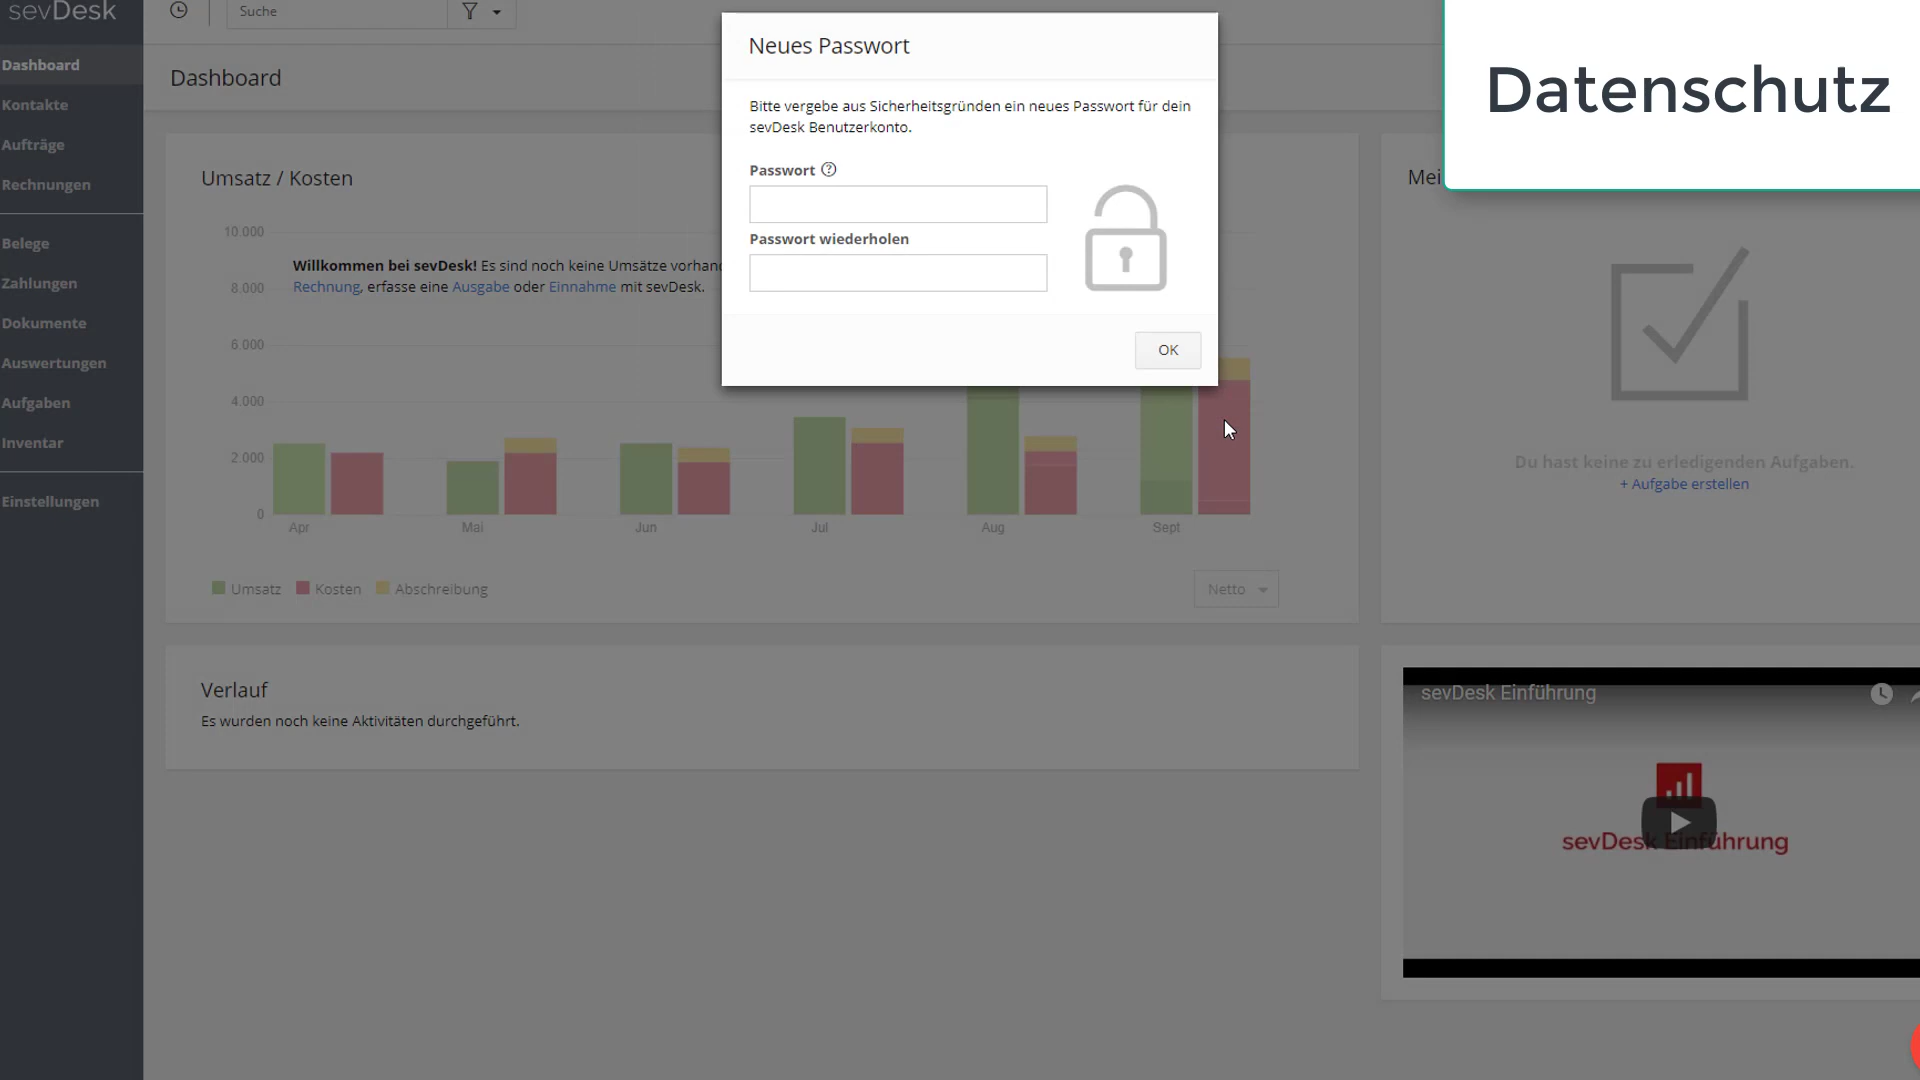 sevDesk
Suche
Dashboard
Kontakte
Aufträge
Rechnungen
Belege
Zahlungen
Dokumente
Auswertungen
Aufgaben
Inventar
Einstellungen
Dashboard
Umsatz / Kosten
10.000
8.000
6.000
4.000
2.000
0
Willkommen bei sevDesk! Es sind noch keine Umsätze
Rechnung, erfasse eine Ausgabe oder Einnahme mit sevDesk.
Apr
Mai
Jun
Jul
Aug
Sept
Umsatz
Kosten
Abschreibung
Netto
Verlauf
Es wurden noch keine Aktivitäten durchgeführt.
Neues Passwort
Bitte vergebe aus Sicherheitsgründen ein neues Passwort für dein
sevDesk Benutzerkonto.
Passwort ?
Passwort wiederholen
OK
Datenschutz
Du hast keine zu erledigenden Aufgaben.
+ Aufgabe erstellen
sevDesk Einführung
sevDesk Einführung